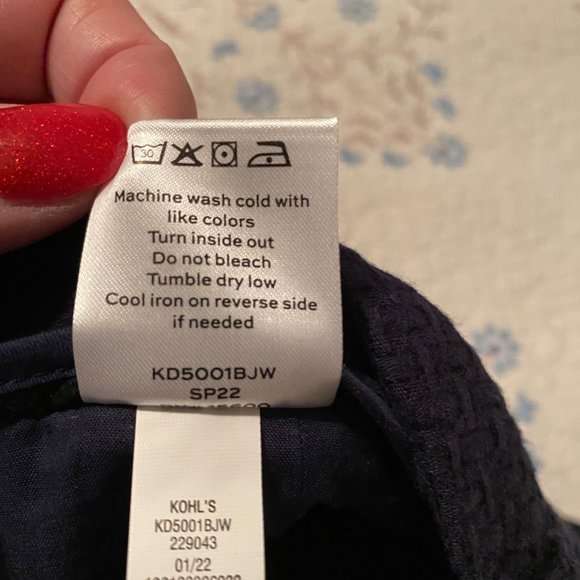 30
Machine wash cold with
like colors
Turn inside out
Do not bleach
Tumble dry low
Cool iron on reverse side
if needed
KD5001BJW
SP22
KOHL'S
KD5001BJW
229043
01/22